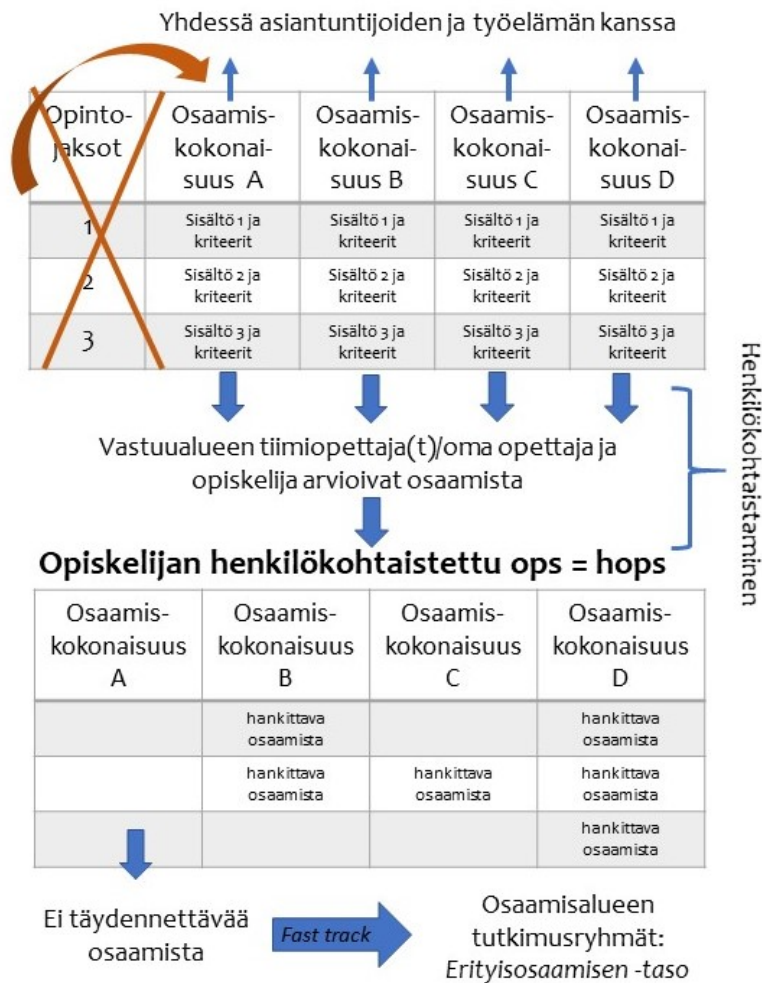 Yhdessä asiantuntijoiden ja työelämän kanssa
Opinto-
jaksot
Osaamis-
kokonai-
suus A
Osaamis-
kokonai-
suus B
Osaamis-
kokonai-
suus C
Osaamis-
kokonai-
suus D
1
Sisältö 1 ja
kriteerit
Sisältö 1 ja
kriteerit
Sisältö 1 ja
kriteerit
Sisältö 1 ja
kriteerit
2
Sisältö 2 ja
kriteerit
Sisältö 2 ja
kriteerit
Sisältö 2 ja
kriteerit
Sisältö 2 ja
kriteerit
3
Sisältö 3 ja
kriteerit
Sisältö 3 ja
kriteerit
Sisältö 3 ja
kriteerit
Sisältö 3 ja
kriteerit
Henkilökohtaistaminen
Vastuualueen tiimiopettaja(t)/oma opettaja ja
opiskelija arvioivat osaamista
Opiskelijan henkilökohtaistettu ops = hops
Osaamis-
kokonaisuus
A
Osaamis-
kokonaisuus
B
Osaamis-
kokonaisuus
C
Osaamis-
kokonaisuus
D
hankittava
osaamista
hankittava
osaamista
hankittava
osaamista
hankittava
osaamista
hankittava
osaamista
hankittava
osaamista
Ei täydennettävää
osaamista
Fast track
Osaamisalueen
tutkimusryhmät:
Erityisosaamisen -taso